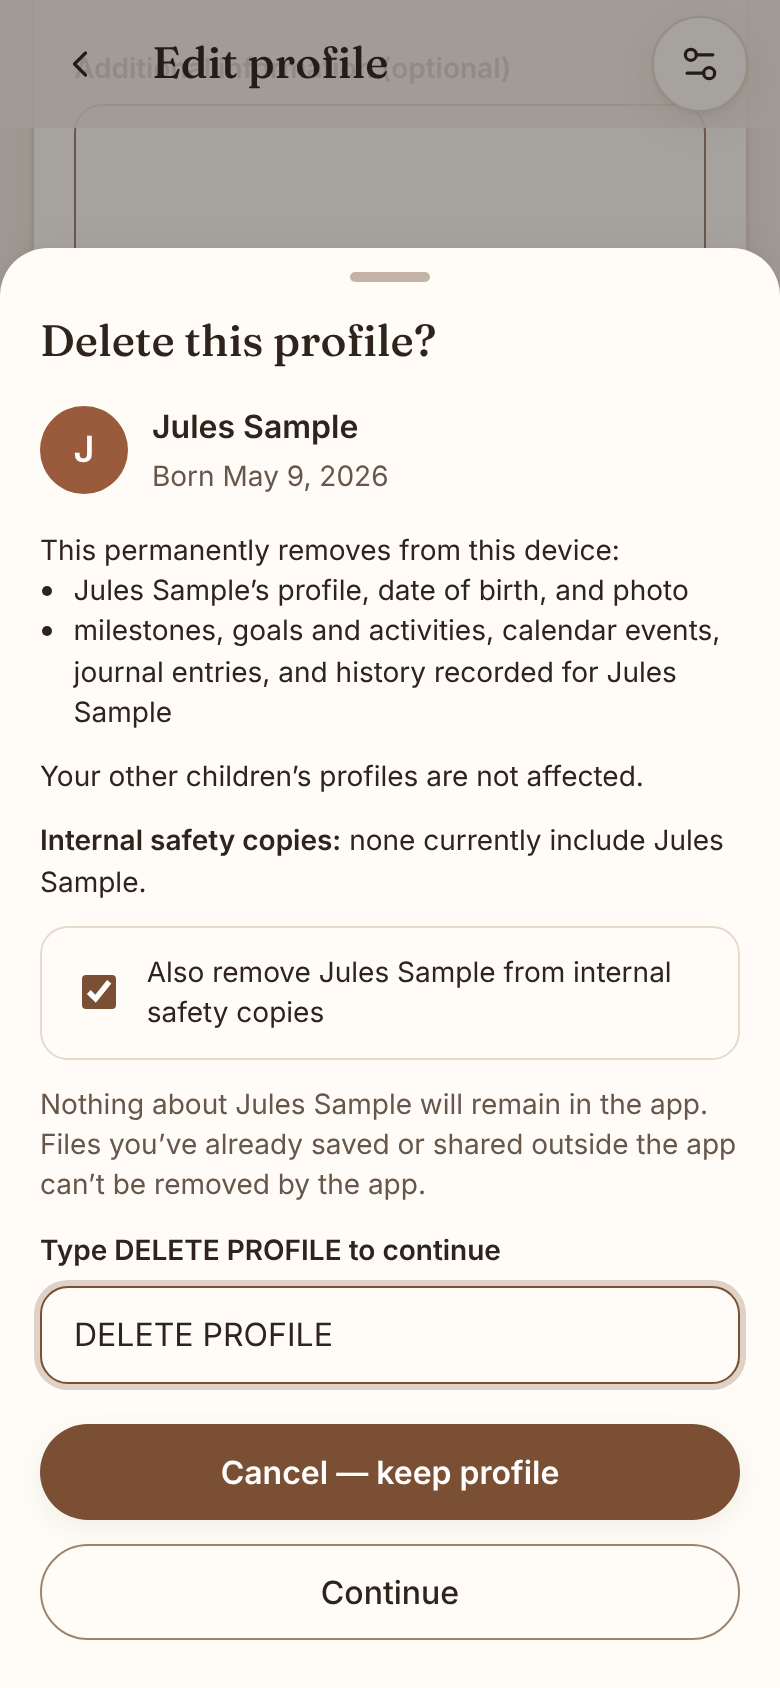 Edit profile
Additional information (optional)
Delete this profile?
J
Jules Sample
Born May 9, 2026
This permanently removes from this device:
• Jules Sample’s profile, date of birth, and photo
• milestones, goals and activities, calendar events,
journal entries, and history recorded for Jules
Sample
Your other children’s profiles are not affected.
Internal safety copies: none currently include Jules
Sample.
Also remove Jules Sample from internal
safety copies
Nothing about Jules Sample will remain in the app.
Files you’ve already saved or shared outside the app
can’t be removed by the app.
Type DELETE PROFILE to continue
DELETE PROFILE
Cancel — keep profile
Continue